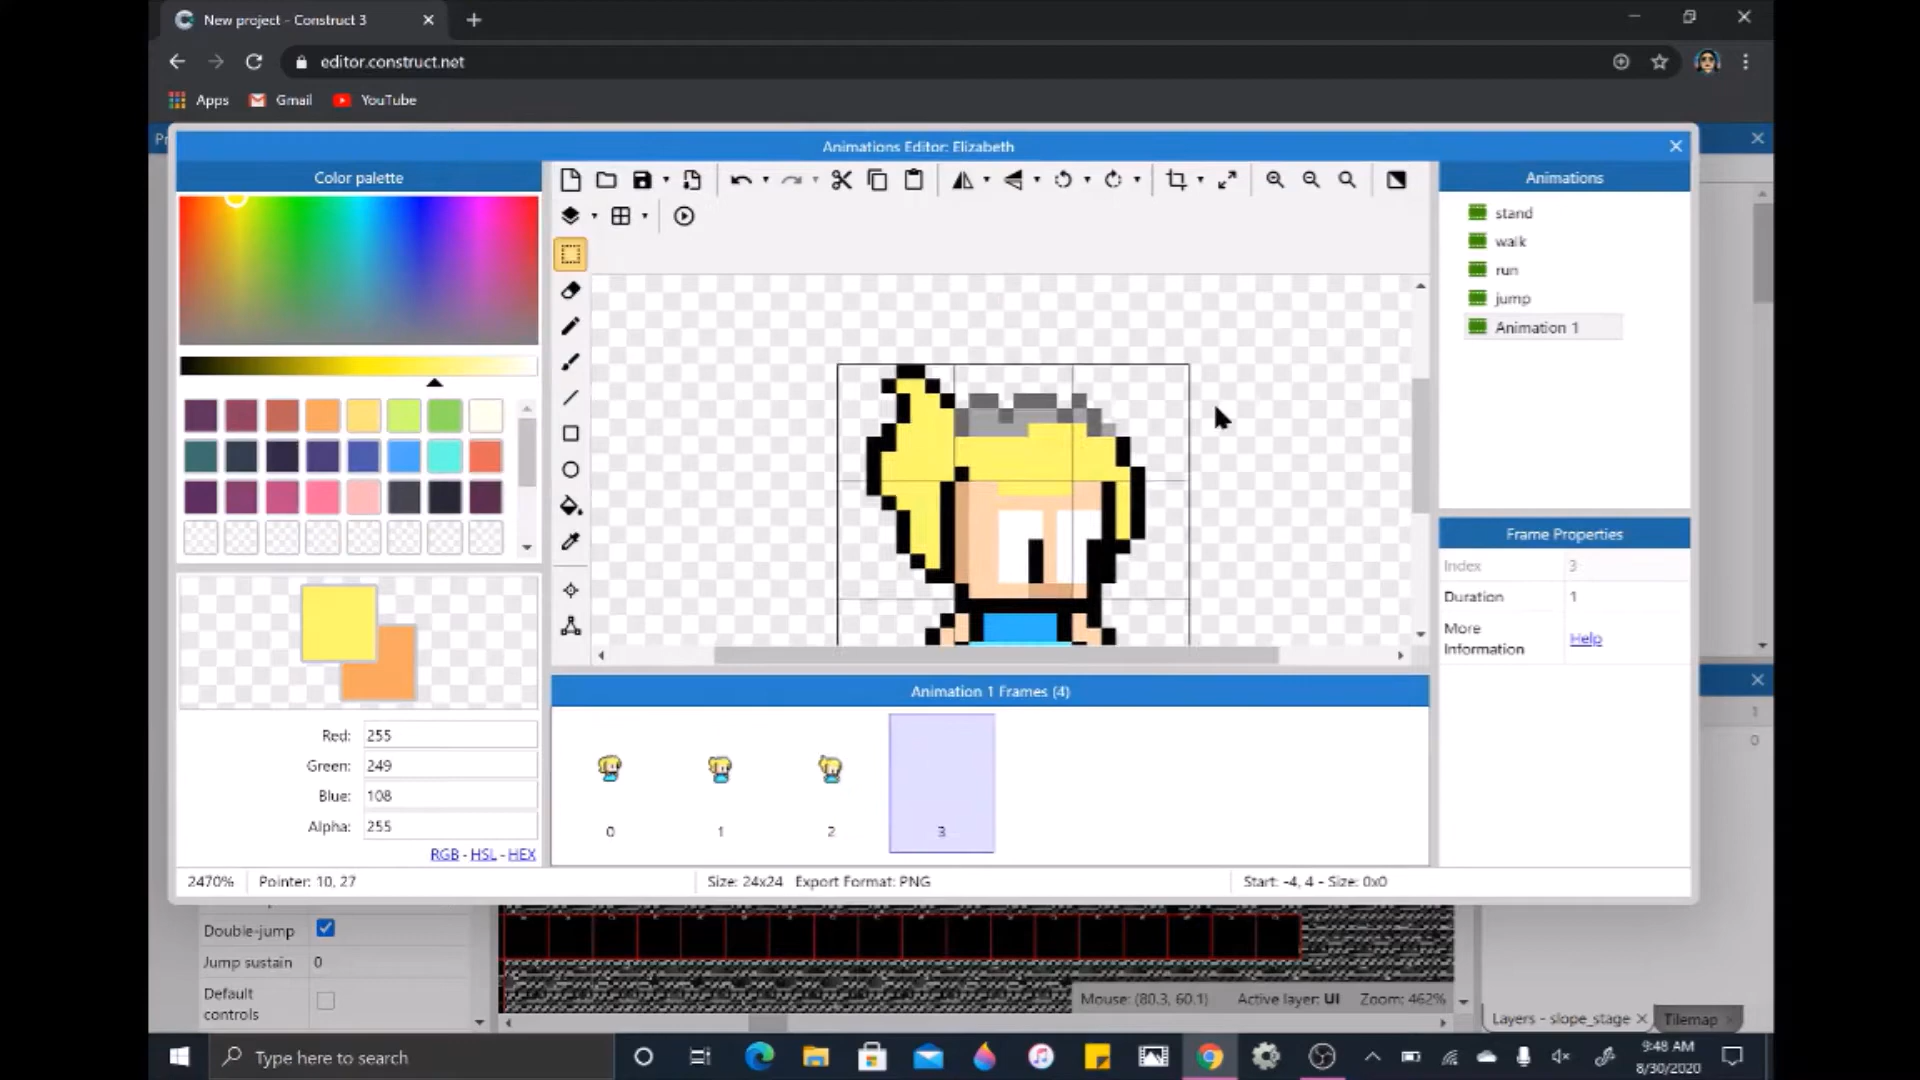 New project - Construct 3
editor.construct.net
Apps Gmail YouTube
Animations Editor: Elizabeth
Color palette
Animations
stand
walk
run
jump
Animation 1
Frame Properties
Index 3
Duration 1
More Information Help
Animation 1 Frames (4)
0 1 2 3
Red: 255
Green: 249
Blue: 108
Alpha: 255
RGB - HSL - HEX
2470% Pointer: 10, 27 Size: 24x24 Export Format: PNG Start: -4, 4 - Size: 0x0
Double-jump
Jump sustain 0
Default controls
Mouse: (80.3, 60.1) Active layer: UI Zoom: 462%
Layers - slope_stage Tilemap
Type here to search
9:48 AM
8/30/2020